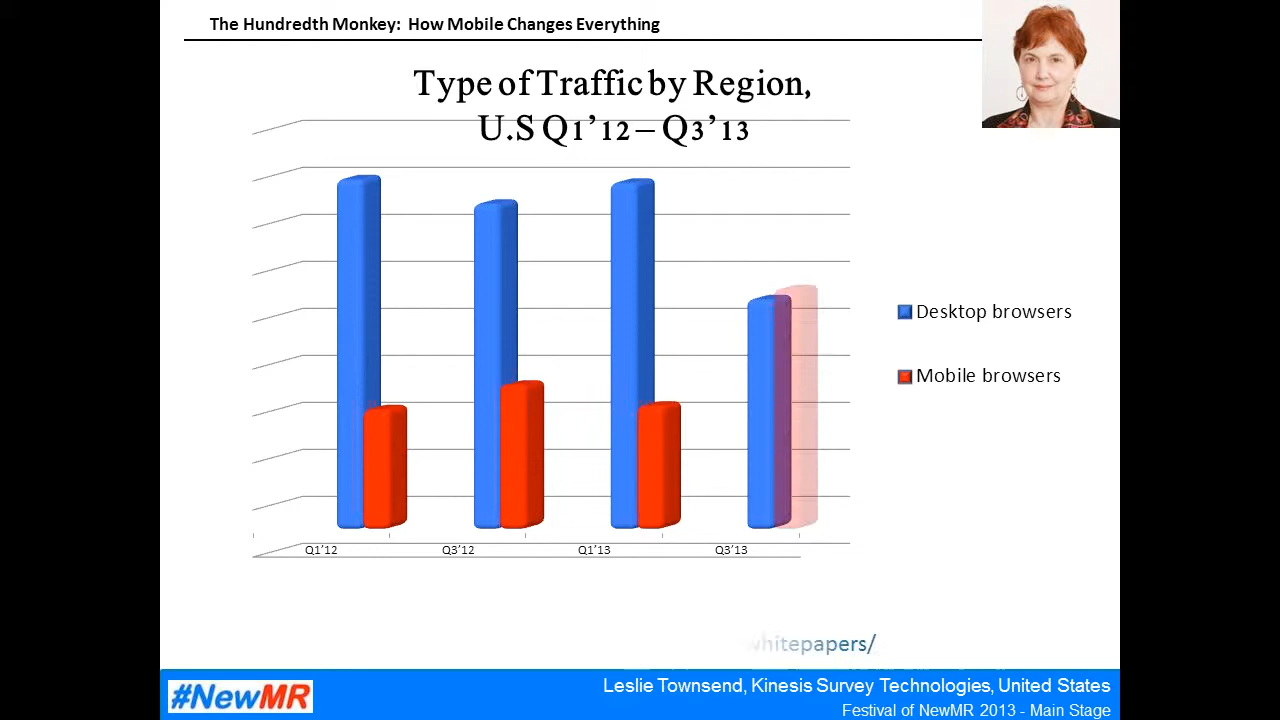 The Hundredth Monkey: How Mobile Changes Everything
Type of Traffic by Region,
U.S Q1’12 – Q3’13
Desktop browsers
Mobile browsers
Q1’12
Q3’12
Q1’13
Q3’13
whitepapers/
#NewMR
Leslie Townsend, Kinesis Survey Technologies, United States
Festival of NewMR 2013 - Main Stage